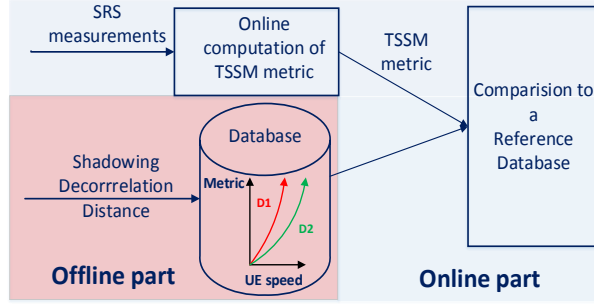 SRS
measurements
Online
computation of
TSSM metric
TSSM
metric
Comparision to
a
Reference
Database
Database
Shadowing
Decorrrelation
Distance
Metric
D1
D2
UE speed
Offline part
Online part